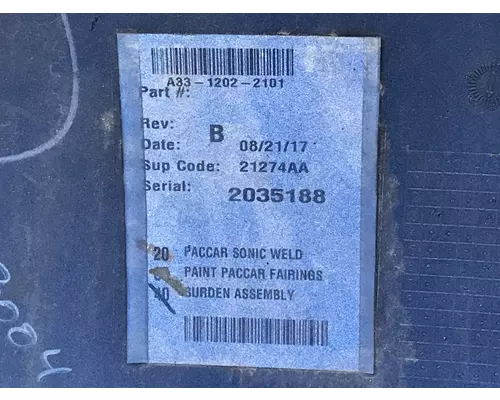 A33-1202-2101
Part #:
Rev: B
Date: 08/21/17
Sup Code: 21274AA
Serial: 2035188
20 PACCAR SONIC WELD
PAINT PACCAR FAIRINGS
40 BURDEN ASSEMBLY